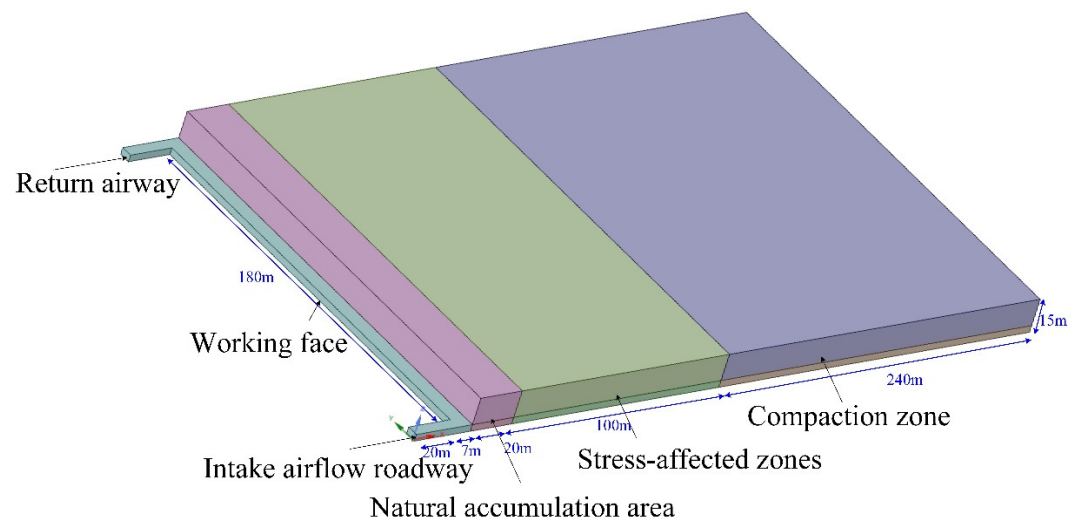 Return airway
180m
Working face
15m
240m
Compaction zone
100m
Stress-affected zones
20m
7m
20m
Intake airflow roadway
Natural accumulation area